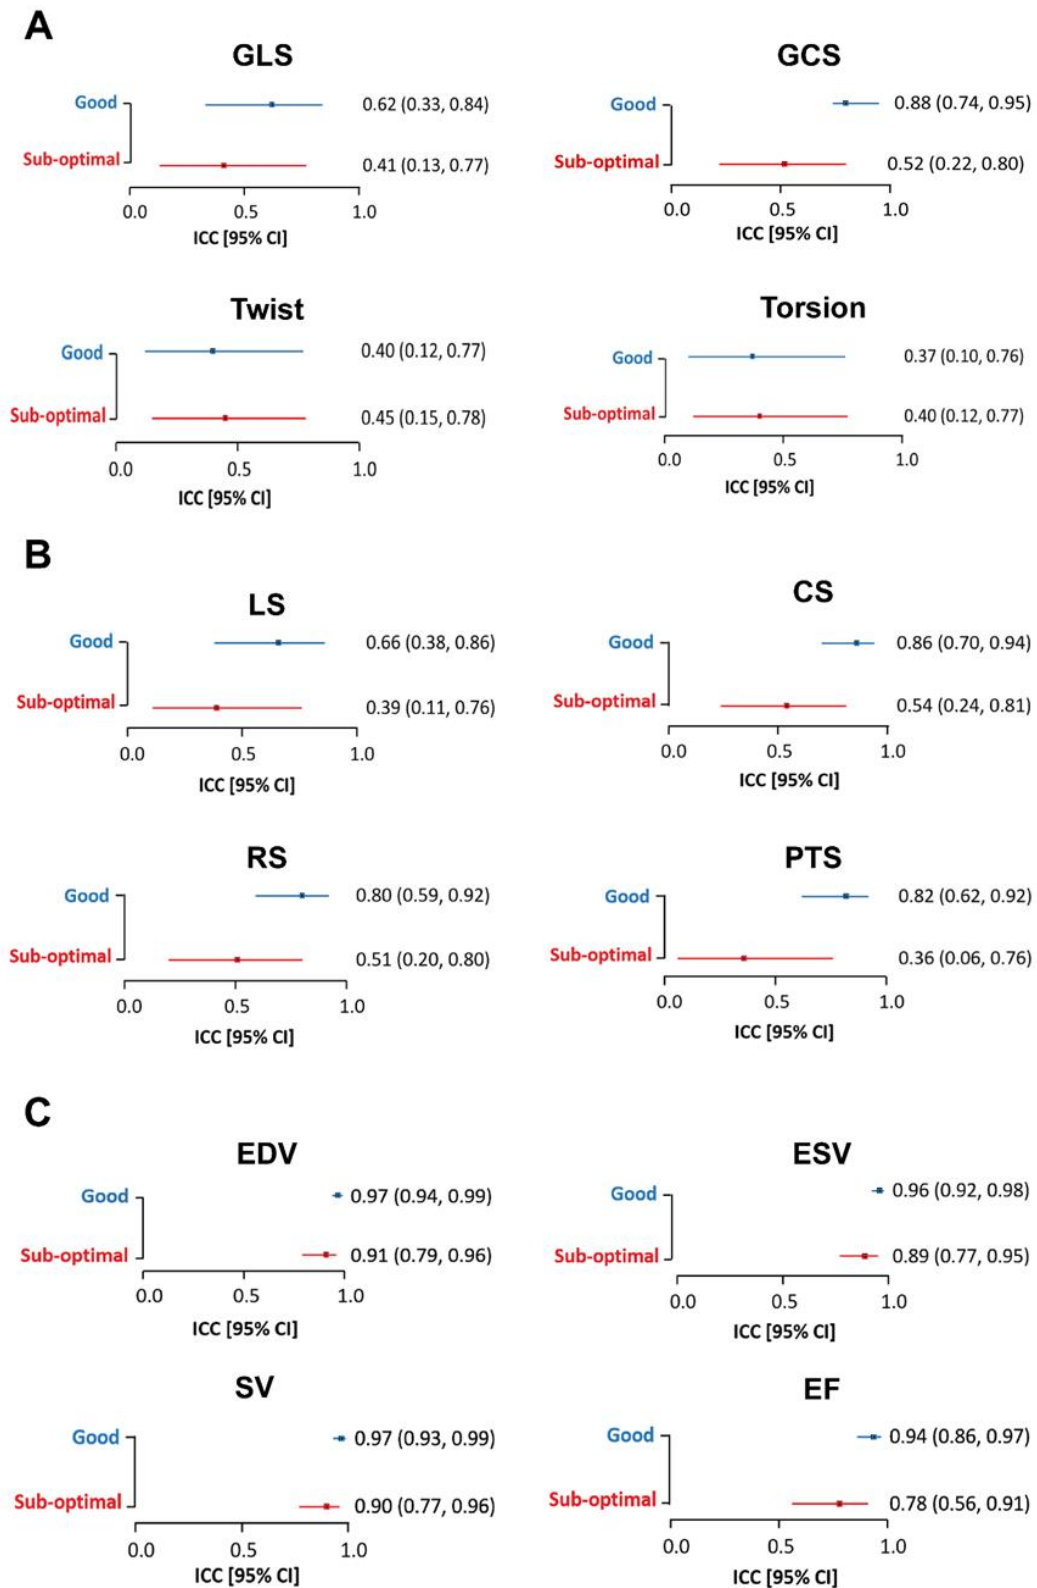 A
GLS
Good
0.62 (0.33, 0.84)
Sub-optimal
0.41 (0.13, 0.77)
0.0 0.5 1.0
ICC [95% CI]
GCS
Good
0.88 (0.74, 0.95)
Sub-optimal
0.52 (0.22, 0.80)
0.0 0.5 1.0
ICC [95% CI]
Twist
Good
0.40 (0.12, 0.77)
Sub-optimal
0.45 (0.15, 0.78)
0.0 0.5 1.0
ICC [95% CI]
Torsion
Good
0.37 (0.10, 0.76)
Sub-optimal
0.40 (0.12, 0.77)
0.0 0.5 1.0
ICC [95% CI]
B
LS
Good
0.66 (0.38, 0.86)
Sub-optimal
0.39 (0.11, 0.76)
0.0 0.5 1.0
ICC [95% CI]
CS
Good
0.86 (0.70, 0.94)
Sub-optimal
0.54 (0.24, 0.81)
0.0 0.5 1.0
ICC [95% CI]
RS
Good
0.80 (0.59, 0.92)
Sub-optimal
0.51 (0.20, 0.80)
0.0 0.5 1.0
ICC [95% CI]
PTS
Good
0.82 (0.62, 0.92)
Sub-optimal
0.36 (0.06, 0.76)
0.0 0.5 1.0
ICC [95% CI]
C
EDV
Good
0.97 (0.94, 0.99)
Sub-optimal
0.91 (0.79, 0.96)
0.0 0.5 1.0
ICC [95% CI]
ESV
Good
0.96 (0.92, 0.98)
Sub-optimal
0.89 (0.77, 0.95)
0.0 0.5 1.0
ICC [95% CI]
SV
Good
0.97 (0.93, 0.99)
Sub-optimal
0.90 (0.77, 0.96)
0.0 0.5 1.0
ICC [95% CI]
EF
Good
0.94 (0.86, 0.97)
Sub-optimal
0.78 (0.56, 0.91)
0.0 0.5 1.0
ICC [95% CI]